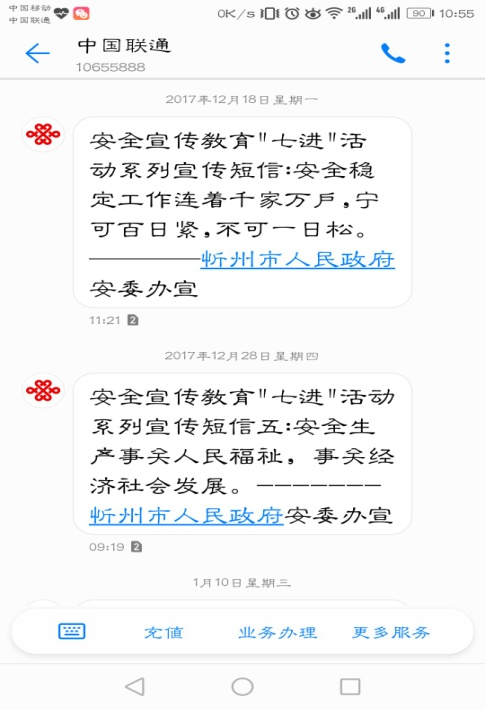 中国移动
中国联通
0K/s
2G
4G
90
10:55
中国联通
10655888
2017年12月18日星期一
安全宣传教育"七进"活
动系列宣传短信:安全稳
定工作连着千家万户,宁
可百日紧,不可一日松。
————————忻州市人民政府
安委办宣
11:21 2
2017年12月28日星期四
安全宣传教育"七进"活动
系列宣传短信五:安全生
产事关人民福祉, 事关经
济社会发展。———————
忻州市人民政府安委办宣
09:19 2
1月10日星期三
充值 业务办理 更多服务